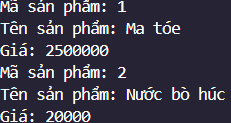 Mã sản phẩm: 1
Tên sản phẩm: Ma tóe
Giá: 2500000
Mã sản phẩm: 2
Tên sản phẩm: Nước bò húc
Giá: 20000